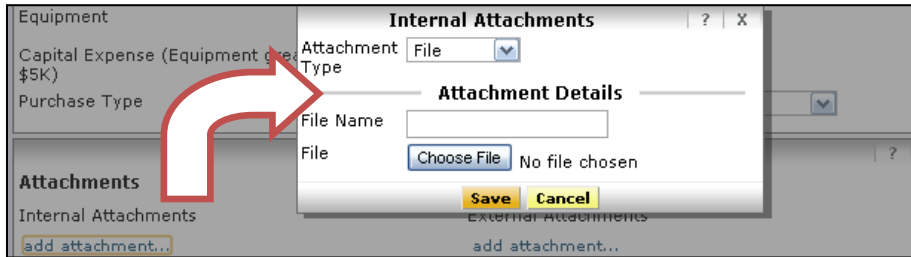 Equipment
Capital Expense (Equipment grea
$5K)
Purchase Type
Internal Attachments ? X
Attachment Type File
Attachment Details
File Name
File Choose File No file chosen
Save Cancel
?
Attachments
Internal Attachments External Attachments
add attachment... add attachment...